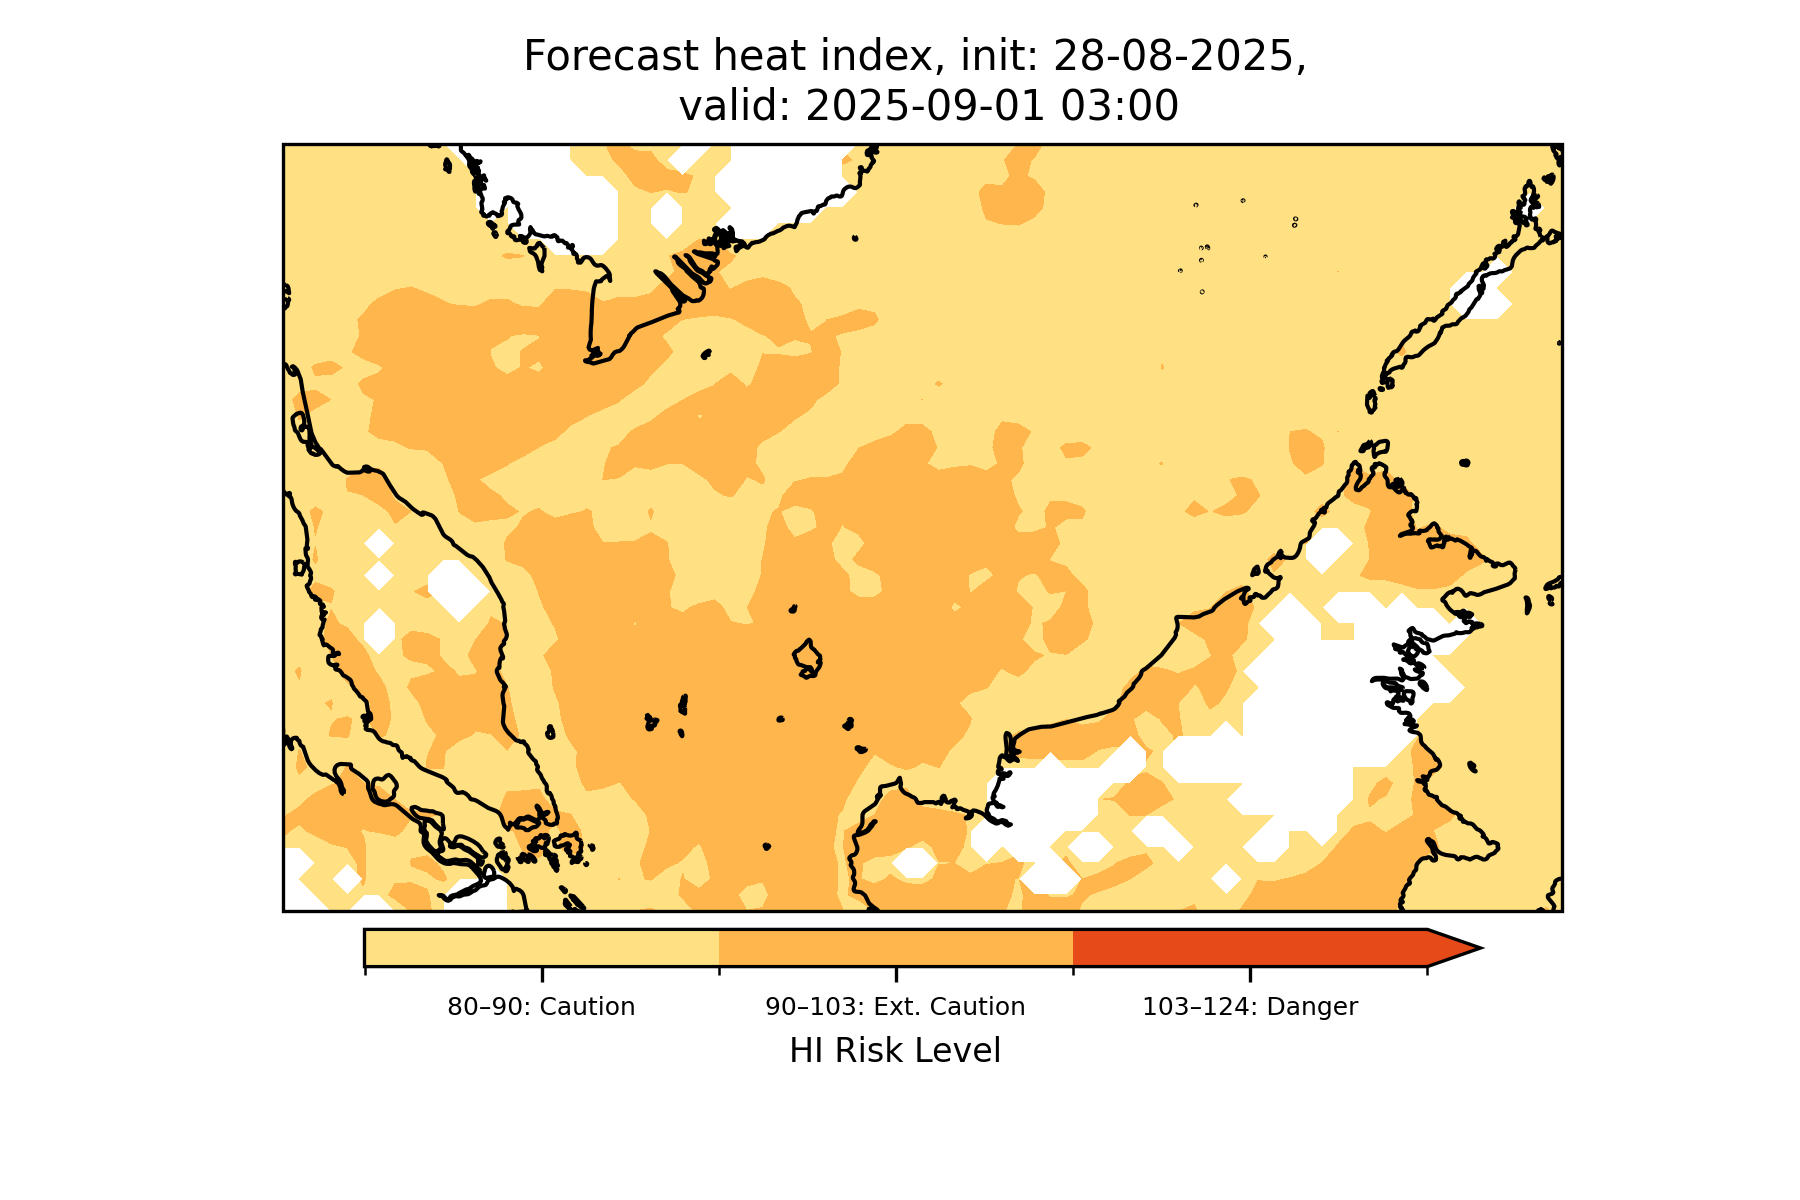 Forecast heat index, init: 28-08-2025,
valid: 2025-09-01 03:00
80–90: Caution
90–103: Ext. Caution
103–124: Danger
HI Risk Level